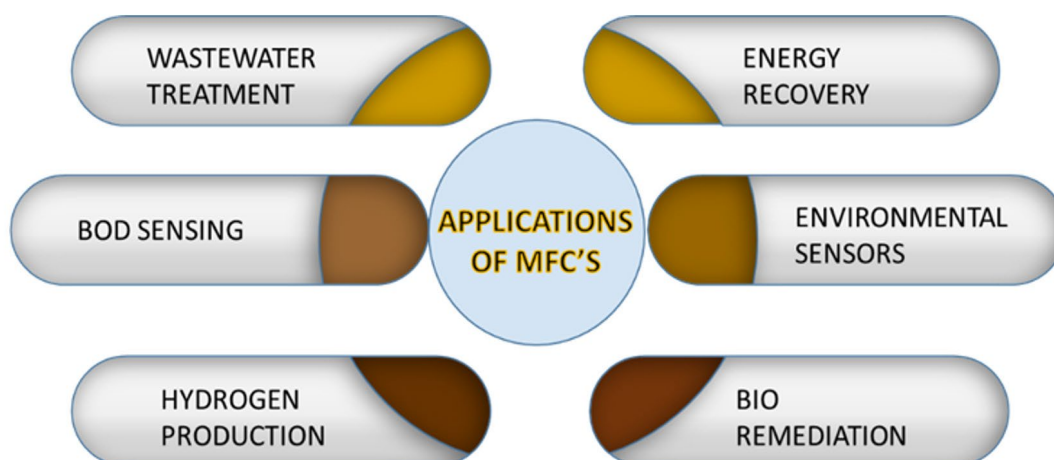 WASTEWATER
TREATMENT
ENERGY
RECOVERY
BOD SENSING
APPLICATIONS
OF MFC'S
ENVIRONMENTAL
SENSORS
HYDROGEN
PRODUCTION
BIO
REMEDIATION